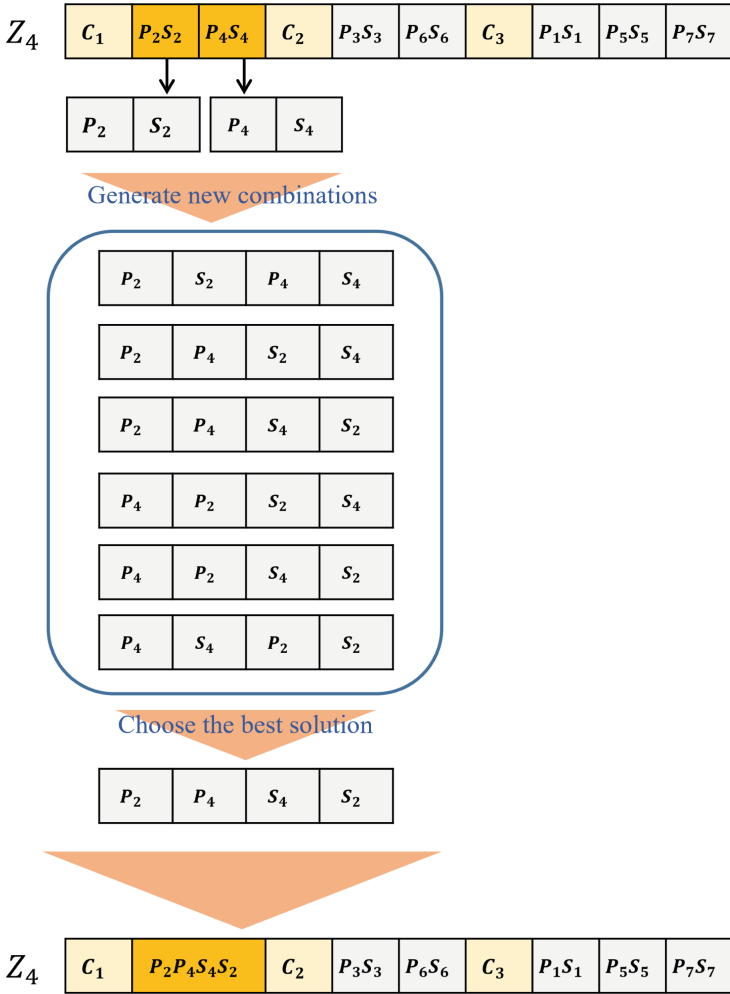 Z₄ C₁ P₂S₂ P₄S₄ C₂ P₃S₃ P₆S₆ C₃ P₁S₁ P₅S₅ P₇S₇
P₂ S₂ P₄ S₄
Generate new combinations
P₂ S₂ P₄ S₄
P₂ P₄ S₂ S₄
P₂ P₄ S₄ S₂
P₄ P₂ S₂ S₄
P₄ P₂ S₄ S₂
P₄ S₄ P₂ S₂
Choose the best solution
P₂ P₄ S₄ S₂
Z₄ C₁ P₂P₄S₄S₂ C₂ P₃S₃ P₆S₆ C₃ P₁S₁ P₅S₅ P₇S₇